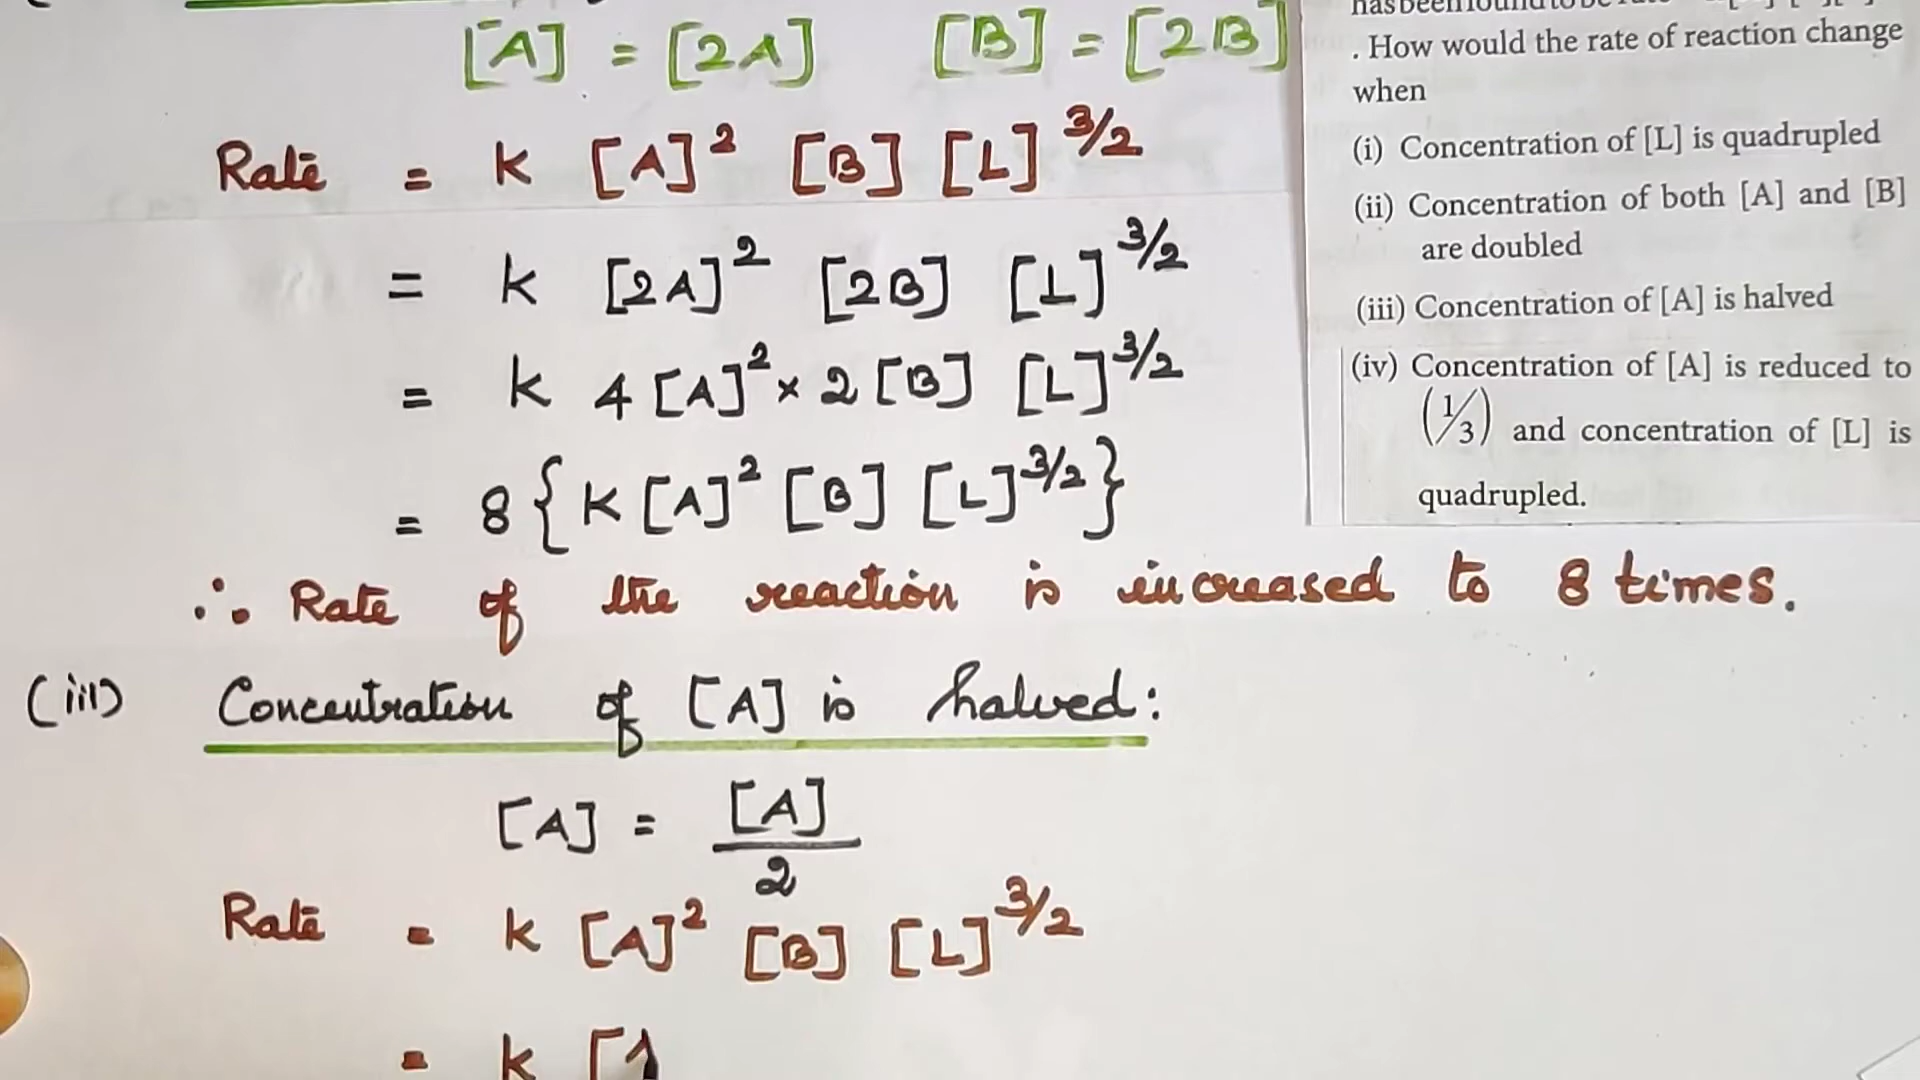 [A] = [2A] [B] = [2B]
Rate = k [A]² [B] [L]^3/2
= k [2A]² [2B] [L]^3/2
= k 4 [A]² × 2 [B] [L]^3/2
= 8 { k [A]² [B] [L]^3/2 }
∴ Rate of the reaction is increased to 8 times.
(iii) Concentration of [A] is halved:
[A] = [A]/2
Rate = k [A]² [B] [L]^3/2
= k [
. How would the rate of reaction change
when
(i) Concentration of [L] is quadrupled
(ii) Concentration of both [A] and [B]
are doubled
(iii) Concentration of [A] is halved
(iv) Concentration of [A] is reduced to
(1/3) and concentration of [L] is
quadrupled.